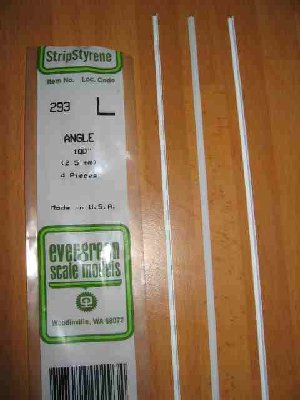 StripStyrene
Item No. Loc. Code
293 L
ANGLE
.100"
(2.5 mm)
4 Pieces
Made in U.S.A.
evergreen
scale models
Woodinville, WA 98072